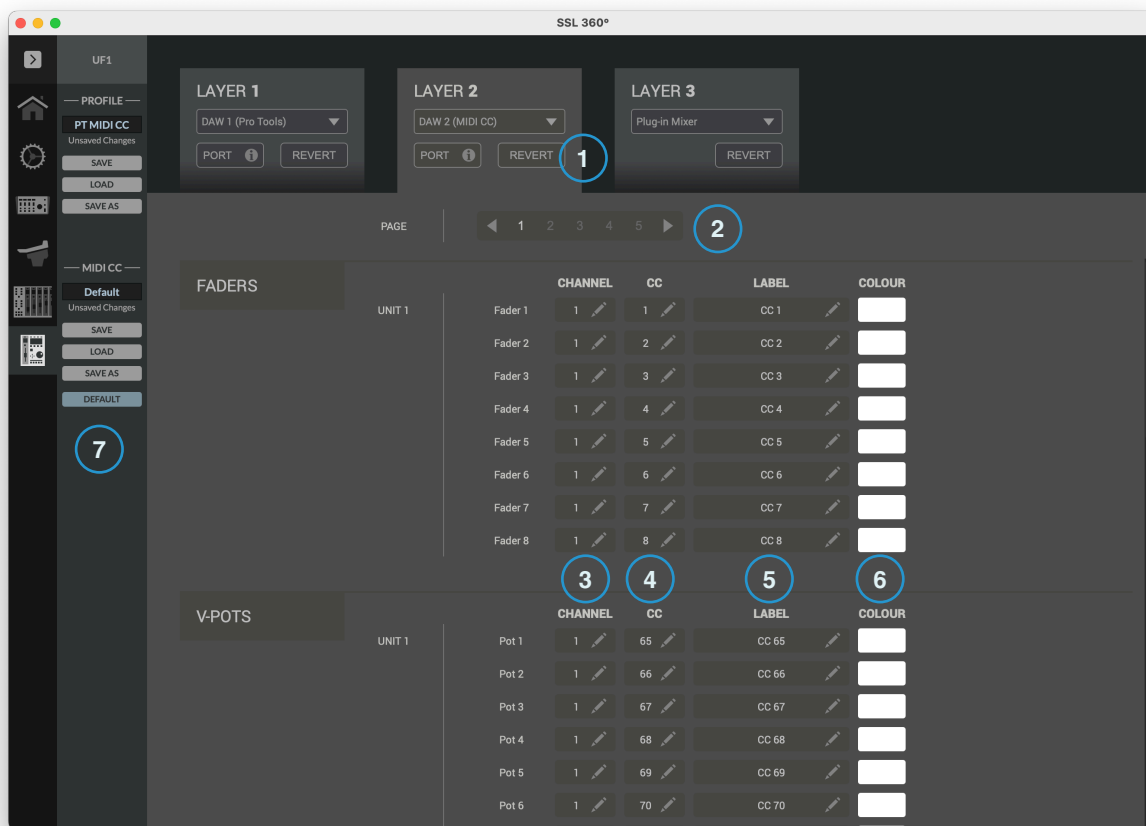 SSL 360°
UF1
PROFILE
PT MIDI CC
Unsaved Changes
SAVE
LOAD
SAVE AS
MIDI CC
Default
Unsaved Changes
SAVE
LOAD
SAVE AS
DEFAULT
7
LAYER 1
DAW 1 (Pro Tools)
PORT i REVERT
LAYER 2
DAW 2 (MIDI CC)
PORT i REVERT
1
LAYER 3
Plug-in Mixer
REVERT
PAGE 1 2 3 4 5
2
FADERS
CHANNEL CC LABEL COLOUR
UNIT 1 Fader 1 1 1 CC 1
Fader 2 1 2 CC 2
Fader 3 1 3 CC 3
Fader 4 1 4 CC 4
Fader 5 1 5 CC 5
Fader 6 1 6 CC 6
Fader 7 1 7 CC 7
Fader 8 1 8 CC 8
3 4 5 6
V-POTS
CHANNEL CC LABEL COLOUR
UNIT 1 Pot 1 1 65 CC 65
Pot 2 1 66 CC 66
Pot 3 1 67 CC 67
Pot 4 1 68 CC 68
Pot 5 1 69 CC 69
Pot 6 1 70 CC 70